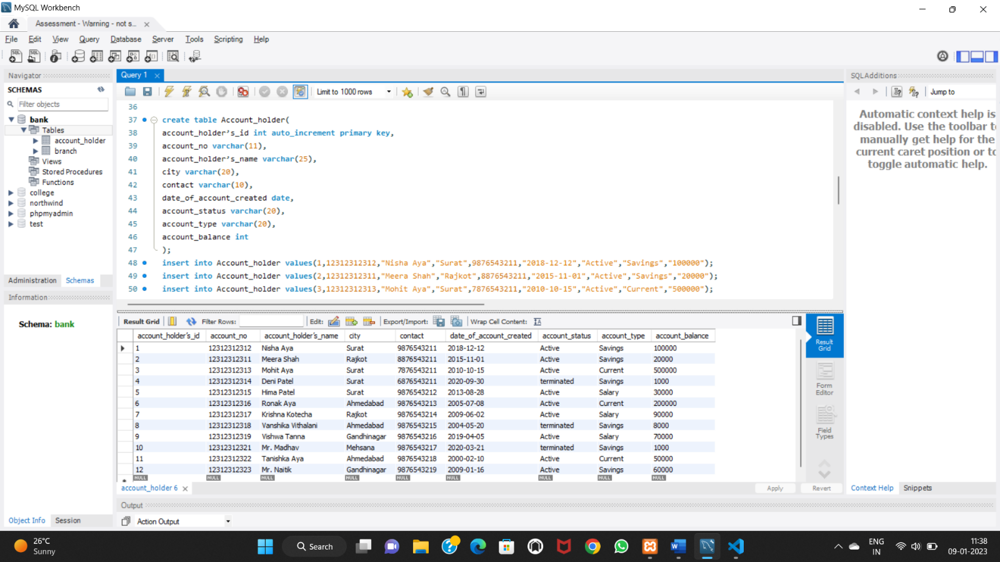 MySQL Workbench
Assessment - Warning - not s...
File Edit View Query Database Server Tools Scripting Help
Navigator
SCHEMAS
Filter objects
bank
Tables
account_holder
branch
Views
Stored Procedures
Functions
college
northwind
phpmyadmin
test
Administration Schemas
Information
Schema: bank
Object Info Session
Query 1
Limit to 1000 rows
36
37 create table Account_holder(
38 account_holder’s_id int auto_increment primary key,
39 account_no varchar(11),
40 account_holder’s_name varchar(25),
41 city varchar(20),
42 contact varchar(10),
43 date_of_account_created date,
44 account_status varchar(20),
45 account_type varchar(20),
46 account_balance int
47 );
48 insert into Account_holder values(1,12312312312,"Nisha Aya","Surat",9876543211,"2018-12-12","Active","Savings","100000");
49 insert into Account_holder values(2,12312312311,"Meera Shah","Rajkot",8876543211,"2015-11-01","Active","Savings","20000");
50 insert into Account_holder values(3,12312312313,"Mohit Aya","Surat",7876543211,"2010-10-15","Active","Current","500000");
Result Grid Filter Rows: Edit: Export/Import: Wrap Cell Content:
account_holder’s_id account_no account_holder’s_name city contact date_of_account_created account_status account_type account_balance
1 12312312312 Nisha Aya Surat 9876543211 2018-12-12 Active Savings 100000
2 12312312311 Meera Shah Rajkot 8876543211 2015-11-01 Active Savings 20000
3 12312312313 Mohit Aya Surat 7876543211 2010-10-15 Active Current 500000
4 12312312314 Deni Patel Surat 6876543211 2020-09-30 terminated Savings 1000
5 12312312315 Hima Patel Surat 9876543212 2013-08-28 Active Salary 30000
6 12312312316 Ronak Aya Ahmedabad 9876543213 2005-07-08 Active Current 200000
7 12312312317 Krishna Kotecha Rajkot 9876543214 2009-06-02 Active Salary 90000
8 12312312318 Vanshika Vithalani Ahmedabad 9876543215 2004-05-20 terminated Savings 8000
9 12312312319 Vishwa Tanna Gandhinagar 9876543216 2019-04-05 Active Salary 70000
10 12312312321 Mr. Madhav Mehsana 9876543217 2020-03-21 terminated Savings 1000
11 12312312322 Tanishka Aya Ahmedabad 9876543218 2000-02-10 Active Current 50000
12 12312312323 Mr. Naitik Gandhinagar 9876543219 2009-01-16 Active Savings 60000
NULL NULL NULL NULL NULL NULL NULL NULL NULL
account_holder 6
Apply Revert
Result
Grid
Form
Editor
Field
Types
Output
Action Output
SQLAdditions
Jump to
Automatic context help is
disabled. Use the toolbar t
manually get help for the
current caret position or to
toggle automatic help.
Context Help Snippets
26°C
Sunny
Search
ENG
IN
11:38
09-01-2023